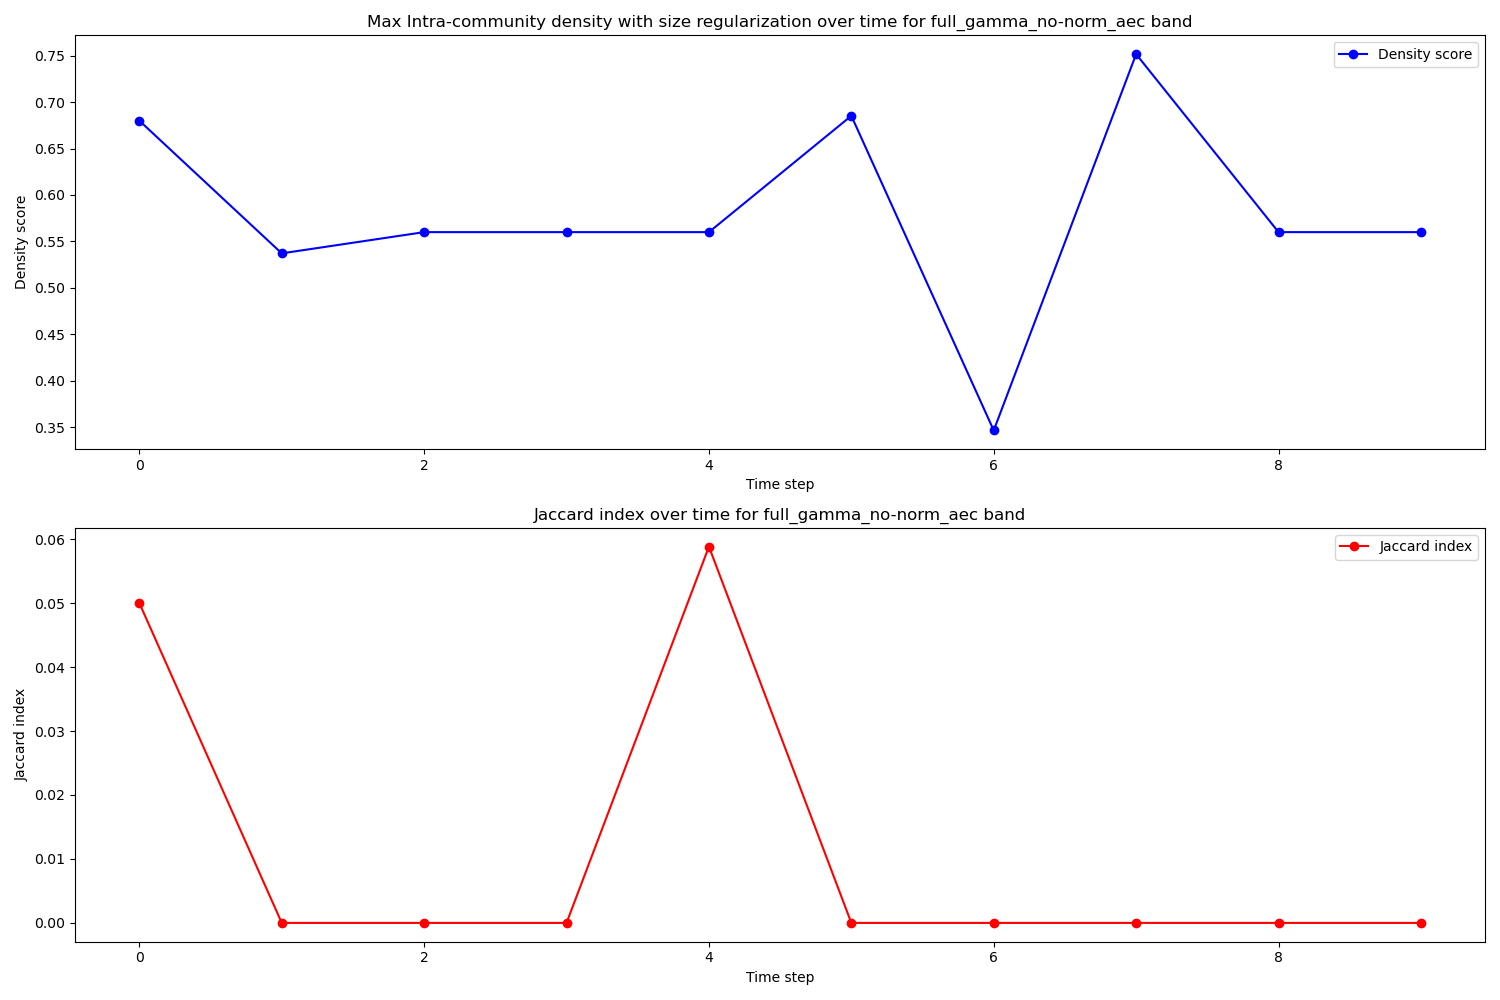 Max Intra-community density with size regularization over time for full_gamma_no-norm_aec band
Density score
0.75
0.70
0.65
0.60
0.55
0.50
0.45
0.40
0.35
Density score
0 2 4 6 8
Time step
Jaccard index over time for full_gamma_no-norm_aec band
Jaccard index
0.06
0.05
0.04
0.03
0.02
0.01
0.00
Jaccard index
0 2 4 6 8
Time step